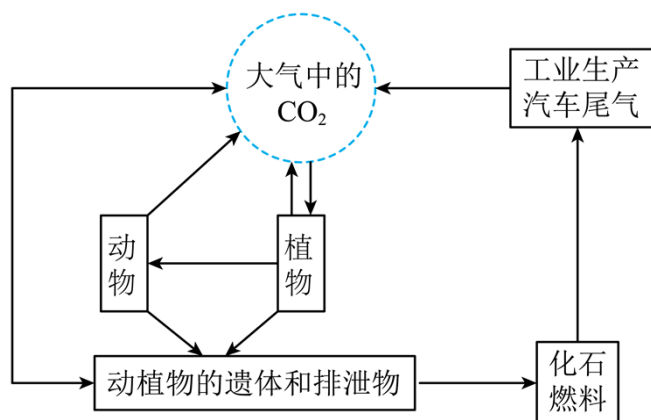 大气中的
CO₂
工业生产
汽车尾气
动
物
植
物
动植物的遗体和排泄物
化石
燃料